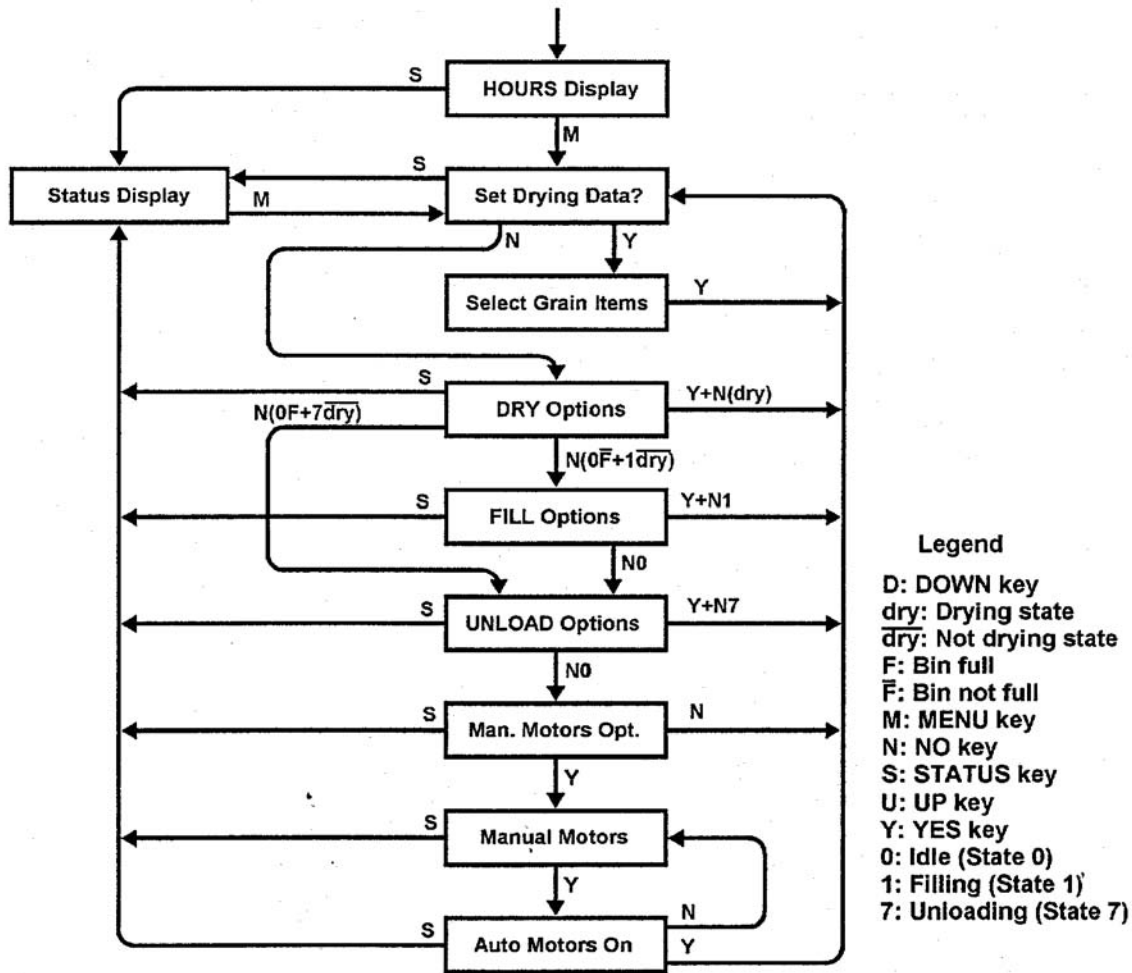 S
HOURS Display
M
Status Display
S
M
Set Drying Data?
N
Y
Select Grain Items
Y
S
DRY Options
Y+N(dry)
N(0F+7d̅r̅y̅)
N(0F̅+1d̅r̅y̅)
S
FILL Options
Y+N1
N0
S
UNLOAD Options
Y+N7
N0
S
Man. Motors Opt.
N
Y
S
Manual Motors
Y
N
S
Auto Motors On
Y
Legend
D: DOWN key
dry: Drying state
d̅r̅y̅: Not drying state
F: Bin full
F̅: Bin not full
M: MENU key
N: NO key
S: STATUS key
U: UP key
Y: YES key
0: Idle (State 0)
1: Filling (State 1)
7: Unloading (State 7)